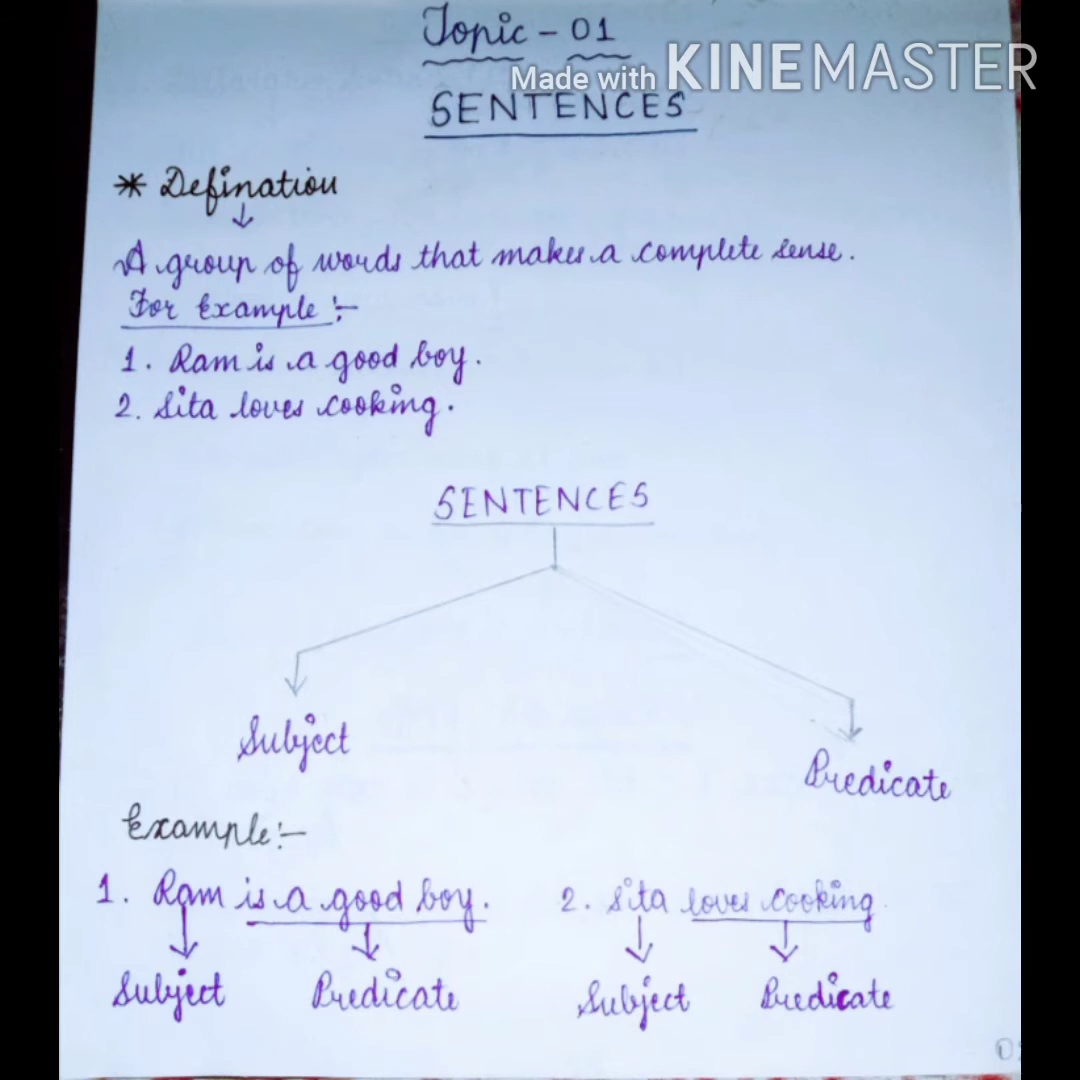 Topic - 01
Made with KINEMASTER
SENTENCES
* Defination
A group of words that makes a complete sense.
For Example :-
1. Ram is a good boy.
2. Sita loves cooking.
SENTENCES
Subject
Predicate
Example :-
1. Ram is a good boy. 2. Sita loves cooking
Subject Predicate Subject Predicate